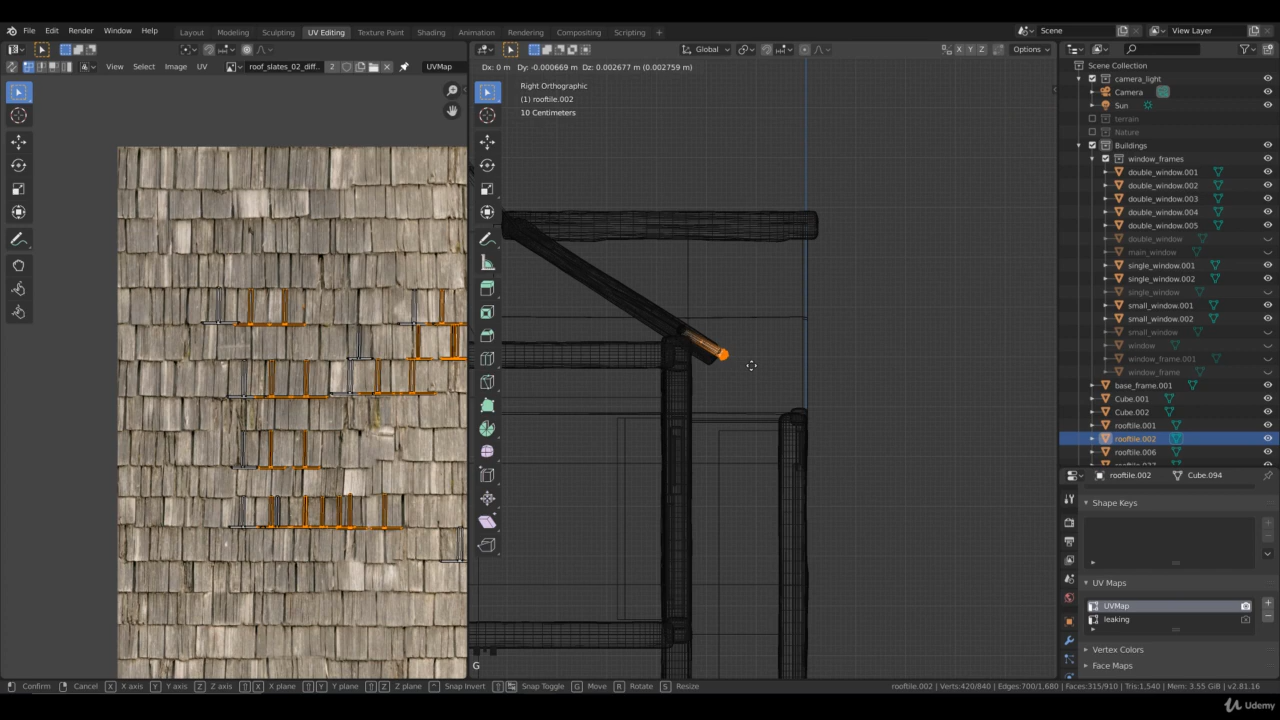 File Edit Render Window Help Layout Modeling Sculpting UV Editing Texture Paint Shading Animation Rendering Compositing Scripting + Scene View Layer
Global X Y Z Options
View Select Image UV roof_slates_02_diff... 2 UVMap Dx: 0 m Dy: -0.000669 m Dz: 0.002677 m (0.002759 m)
Right Orthographic
(1) rooftile.002
10 Centimeters
Scene Collection
camera_light
Camera
Sun
terrain
Nature
Buildings
window_frames
double_window.001
double_window.002
double_window.003
double_window.004
double_window.005
double_window
main_window
single_window.001
single_window.002
single_window
small_window.001
small_window.002
small_window
window
window_frame.001
window_frame
base_frame.001
Cube.001
Cube.002
rooftile.001
rooftile.002
rooftile.006
rooftile.002 Cube.094
Shape Keys
UV Maps
UVMap
leaking
Vertex Colors
Face Maps
G
Confirm Cancel X X axis Y Y axis Z Z axis X X plane Y Y plane Z Z plane Snap Invert Snap Toggle G Move R Rotate S Resize rooftile.002 | Verts:420/840 | Edges:700/1,680 | Faces:315/910 | Tris:1,540 | Mem: 3.55 GiB | v2.81.16
Udemy